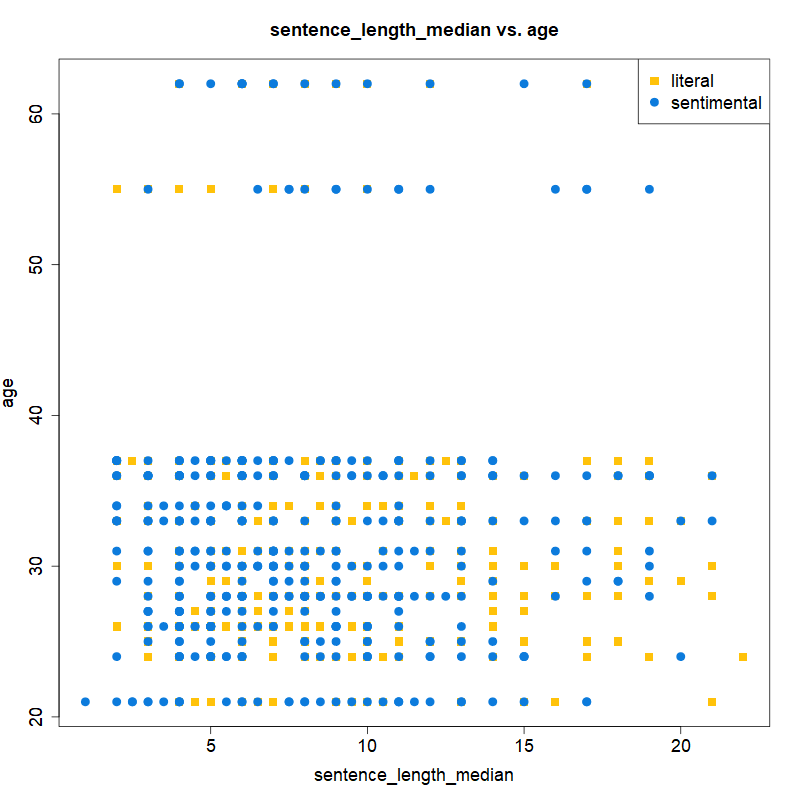 sentence_length_median vs. age
literal
sentimental
60
50
40
30
20
age
5 10 15 20
sentence_length_median